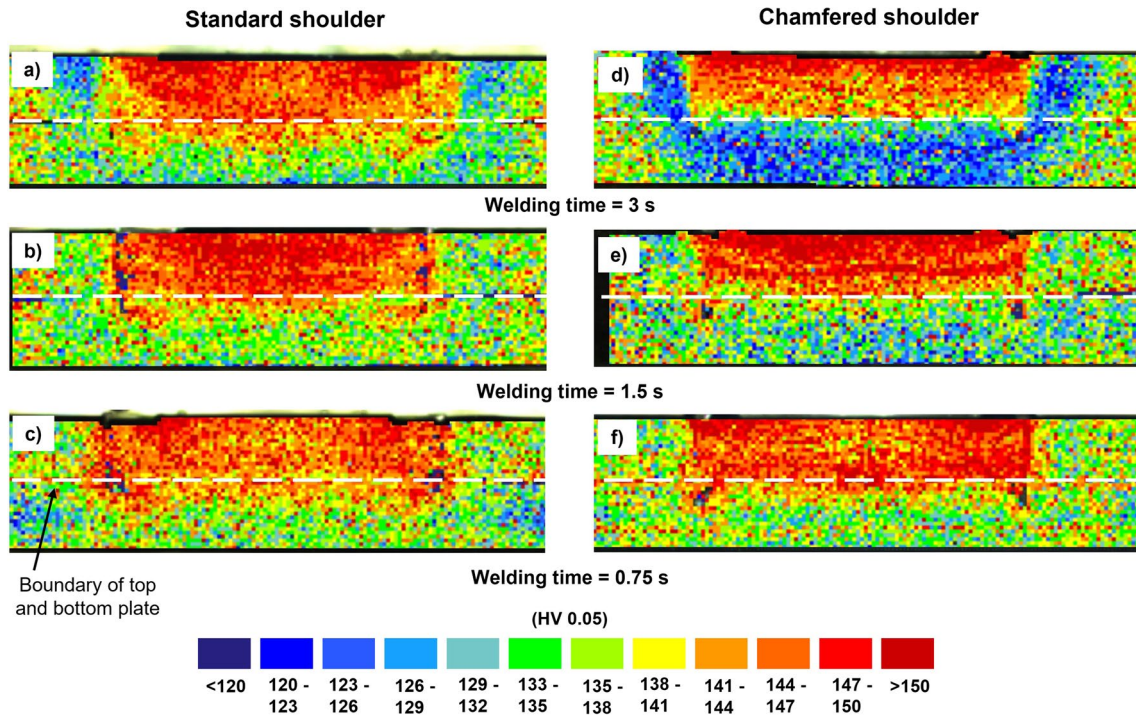 Standard shoulder
Chamfered shoulder
a)
d)
Welding time = 3 s
b)
e)
Welding time = 1.5 s
c)
f)
Boundary of top
and bottom plate
Welding time = 0.75 s
(HV 0.05)
<120
120 -
123
123 -
126
126 -
129
129 -
132
133 -
135
135 -
138
138 -
141
141 -
144
144 -
147
147 -
150
>150